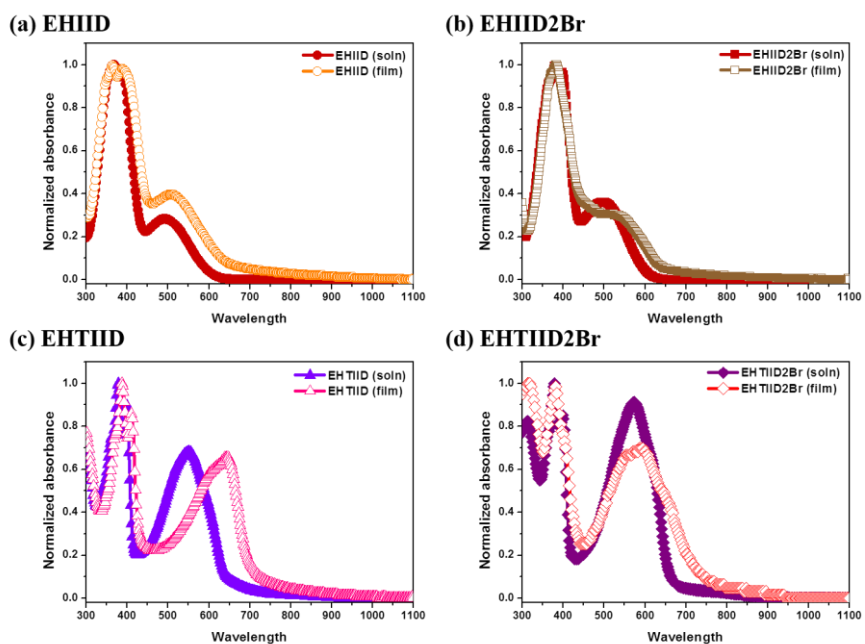 (a) EHIID
EHIID (soln)
EHIID (film)
Normalized absorbance
1.0
0.8
0.6
0.4
0.2
0.0
300 400 500 600 700 800 900 1000 1100
Wavelength
(b) EHIID2Br
EHIID2Br (soln)
EHIID2Br (film)
Normalized absorbance
1.0
0.8
0.6
0.4
0.2
0.0
300 400 500 600 700 800 900 1000 1100
Wavelength
(c) EHTIID
EHTIID (soln)
EHTIID (film)
Normalized absorbance
1.0
0.8
0.6
0.4
0.2
0.0
300 400 500 600 700 800 900 1000 1100
Wavelength
(d) EHTIID2Br
EHTIID2Br (soln)
EHTIID2Br (film)
Normalized absorbance
1.0
0.8
0.6
0.4
0.2
0.0
300 400 500 600 700 800 900 1000 1100
Wavelength